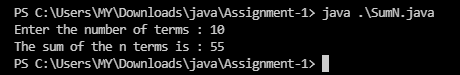 PS C:\Users\MY\Downloads\java\Assignment-1> java .\SumN.java
Enter the number of terms : 10
The sum of the n terms is : 55
PS C:\Users\MY\Downloads\java\Assignment-1>